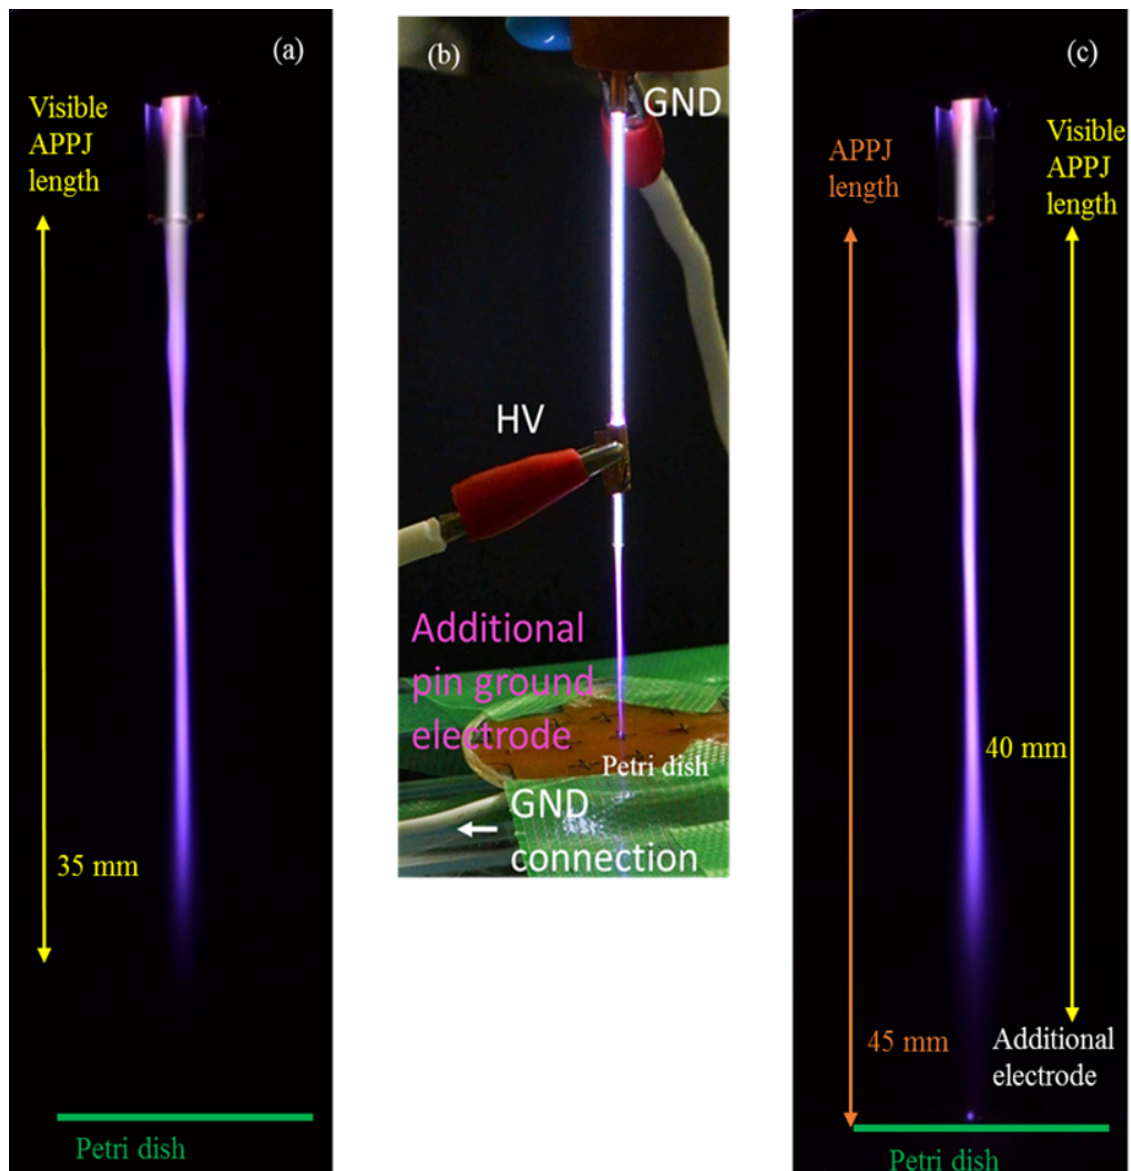 (a)
Visible
APPJ
length
35 mm
Petri dish
(b)
GND
HV
Additional
pin ground
electrode
Petri dish
GND
connection
(c)
APPJ
length
Visible
APPJ
length
40 mm
45 mm
Additional
electrode
Petri dish